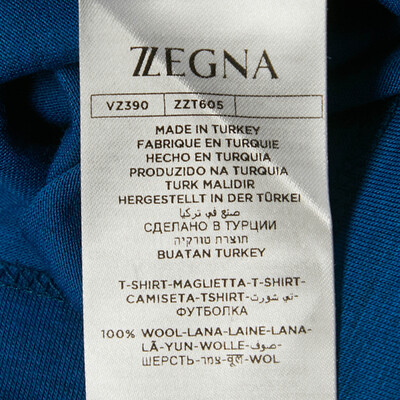 ZZEGNA
VZ390 ZZT605
MADE IN TURKEY
FABRIQUE EN TURQUIE
HECHO EN TURQUIA
PRODUZIDO NA TURQUIA
TURK MALIDIR
HERGESTELLT IN DER TÜRKEI
صنع في تركيا
СДЕЛАНО В ТУРЦИИ
תוצרת טורקיה
BUATAN TURKEY
T-SHIRT-MAGLIETTA-T-SHIRT-
CAMISETA-TSHIRT-تي شورت-
ФУТБОЛКА
100% WOOL-LANA-LAINE-LANA-
LÃ-YUN-WOLLE-صوف-
ШЕРСТЬ-צמר-वूल-WOL